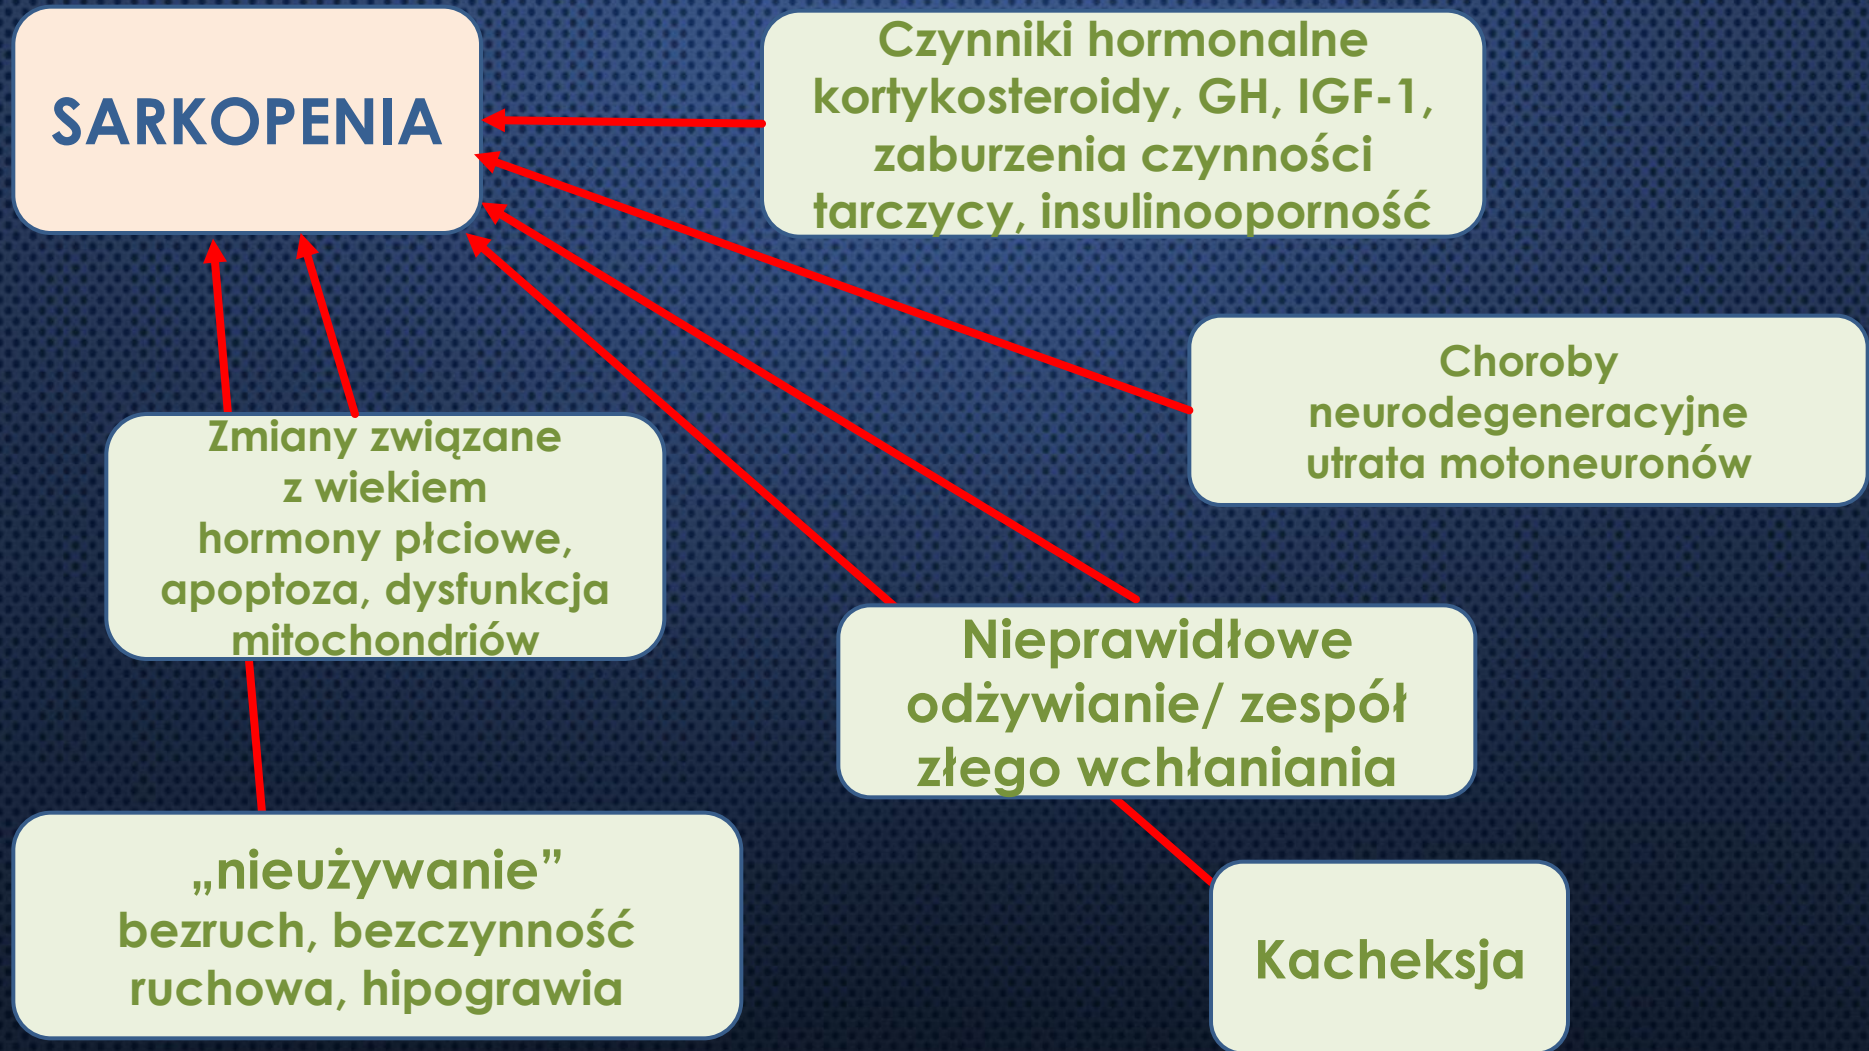 SARKOPENIA
Czynniki hormonalne
kortykosteroidy, GH, IGF-1,
zaburzenia czynności
tarczycy, insulinooporność
Choroby
neurodegeneracyjne
utrata motoneuronów
Zmiany związane
z wiekiem
hormony płciowe,
apoptoza, dysfunkcja
mitochondriów
Nieprawidłowe
odżywianie/ zespół
złego wchłaniania
„nieużywanie”
bezruch, bezczynność
ruchowa, hipograwia
Kacheksja